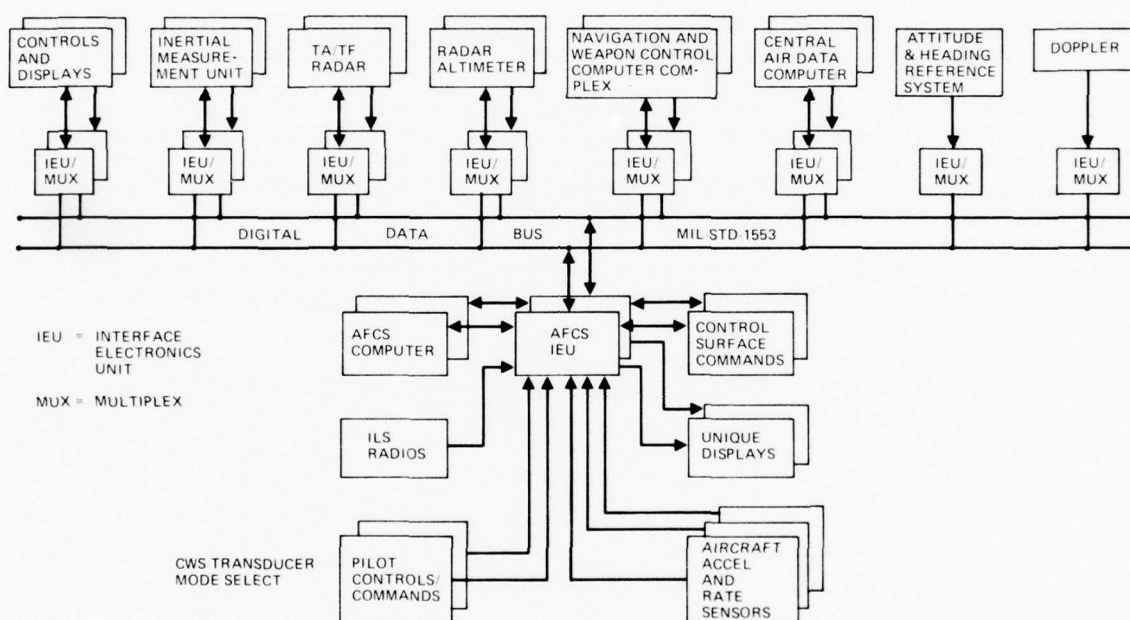 CONTROLS
AND
DISPLAYS
INERTIAL
MEASURE-
MENT UNIT
TA/TF
RADAR
RADAR
ALTIMETER
NAVIGATION AND
WEAPON CONTROL
COMPUTER COM-
PLEX
CENTRAL
AIR DATA
COMPUTER
ATTITUDE
& HEADING
REFERENCE
SYSTEM
DOPPLER
IEU/
MUX
IEU/
MUX
IEU/
MUX
IEU/
MUX
IEU/
MUX
IEU/
MUX
IEU/
MUX
IEU/
MUX
DIGITAL DATA BUS MIL-STD-1553
IEU = INTERFACE
ELECTRONICS
UNIT
MUX = MULTIPLEX
AFCS
COMPUTER
AFCS
IEU
CONTROL
SURFACE
COMMANDS
ILS
RADIOS
UNIQUE
DISPLAYS
CWS TRANSDUCER
MODE SELECT
PILOT
CONTROLS/
COMMANDS
AIRCRAFT
ACCEL
AND
RATE
SENSORS